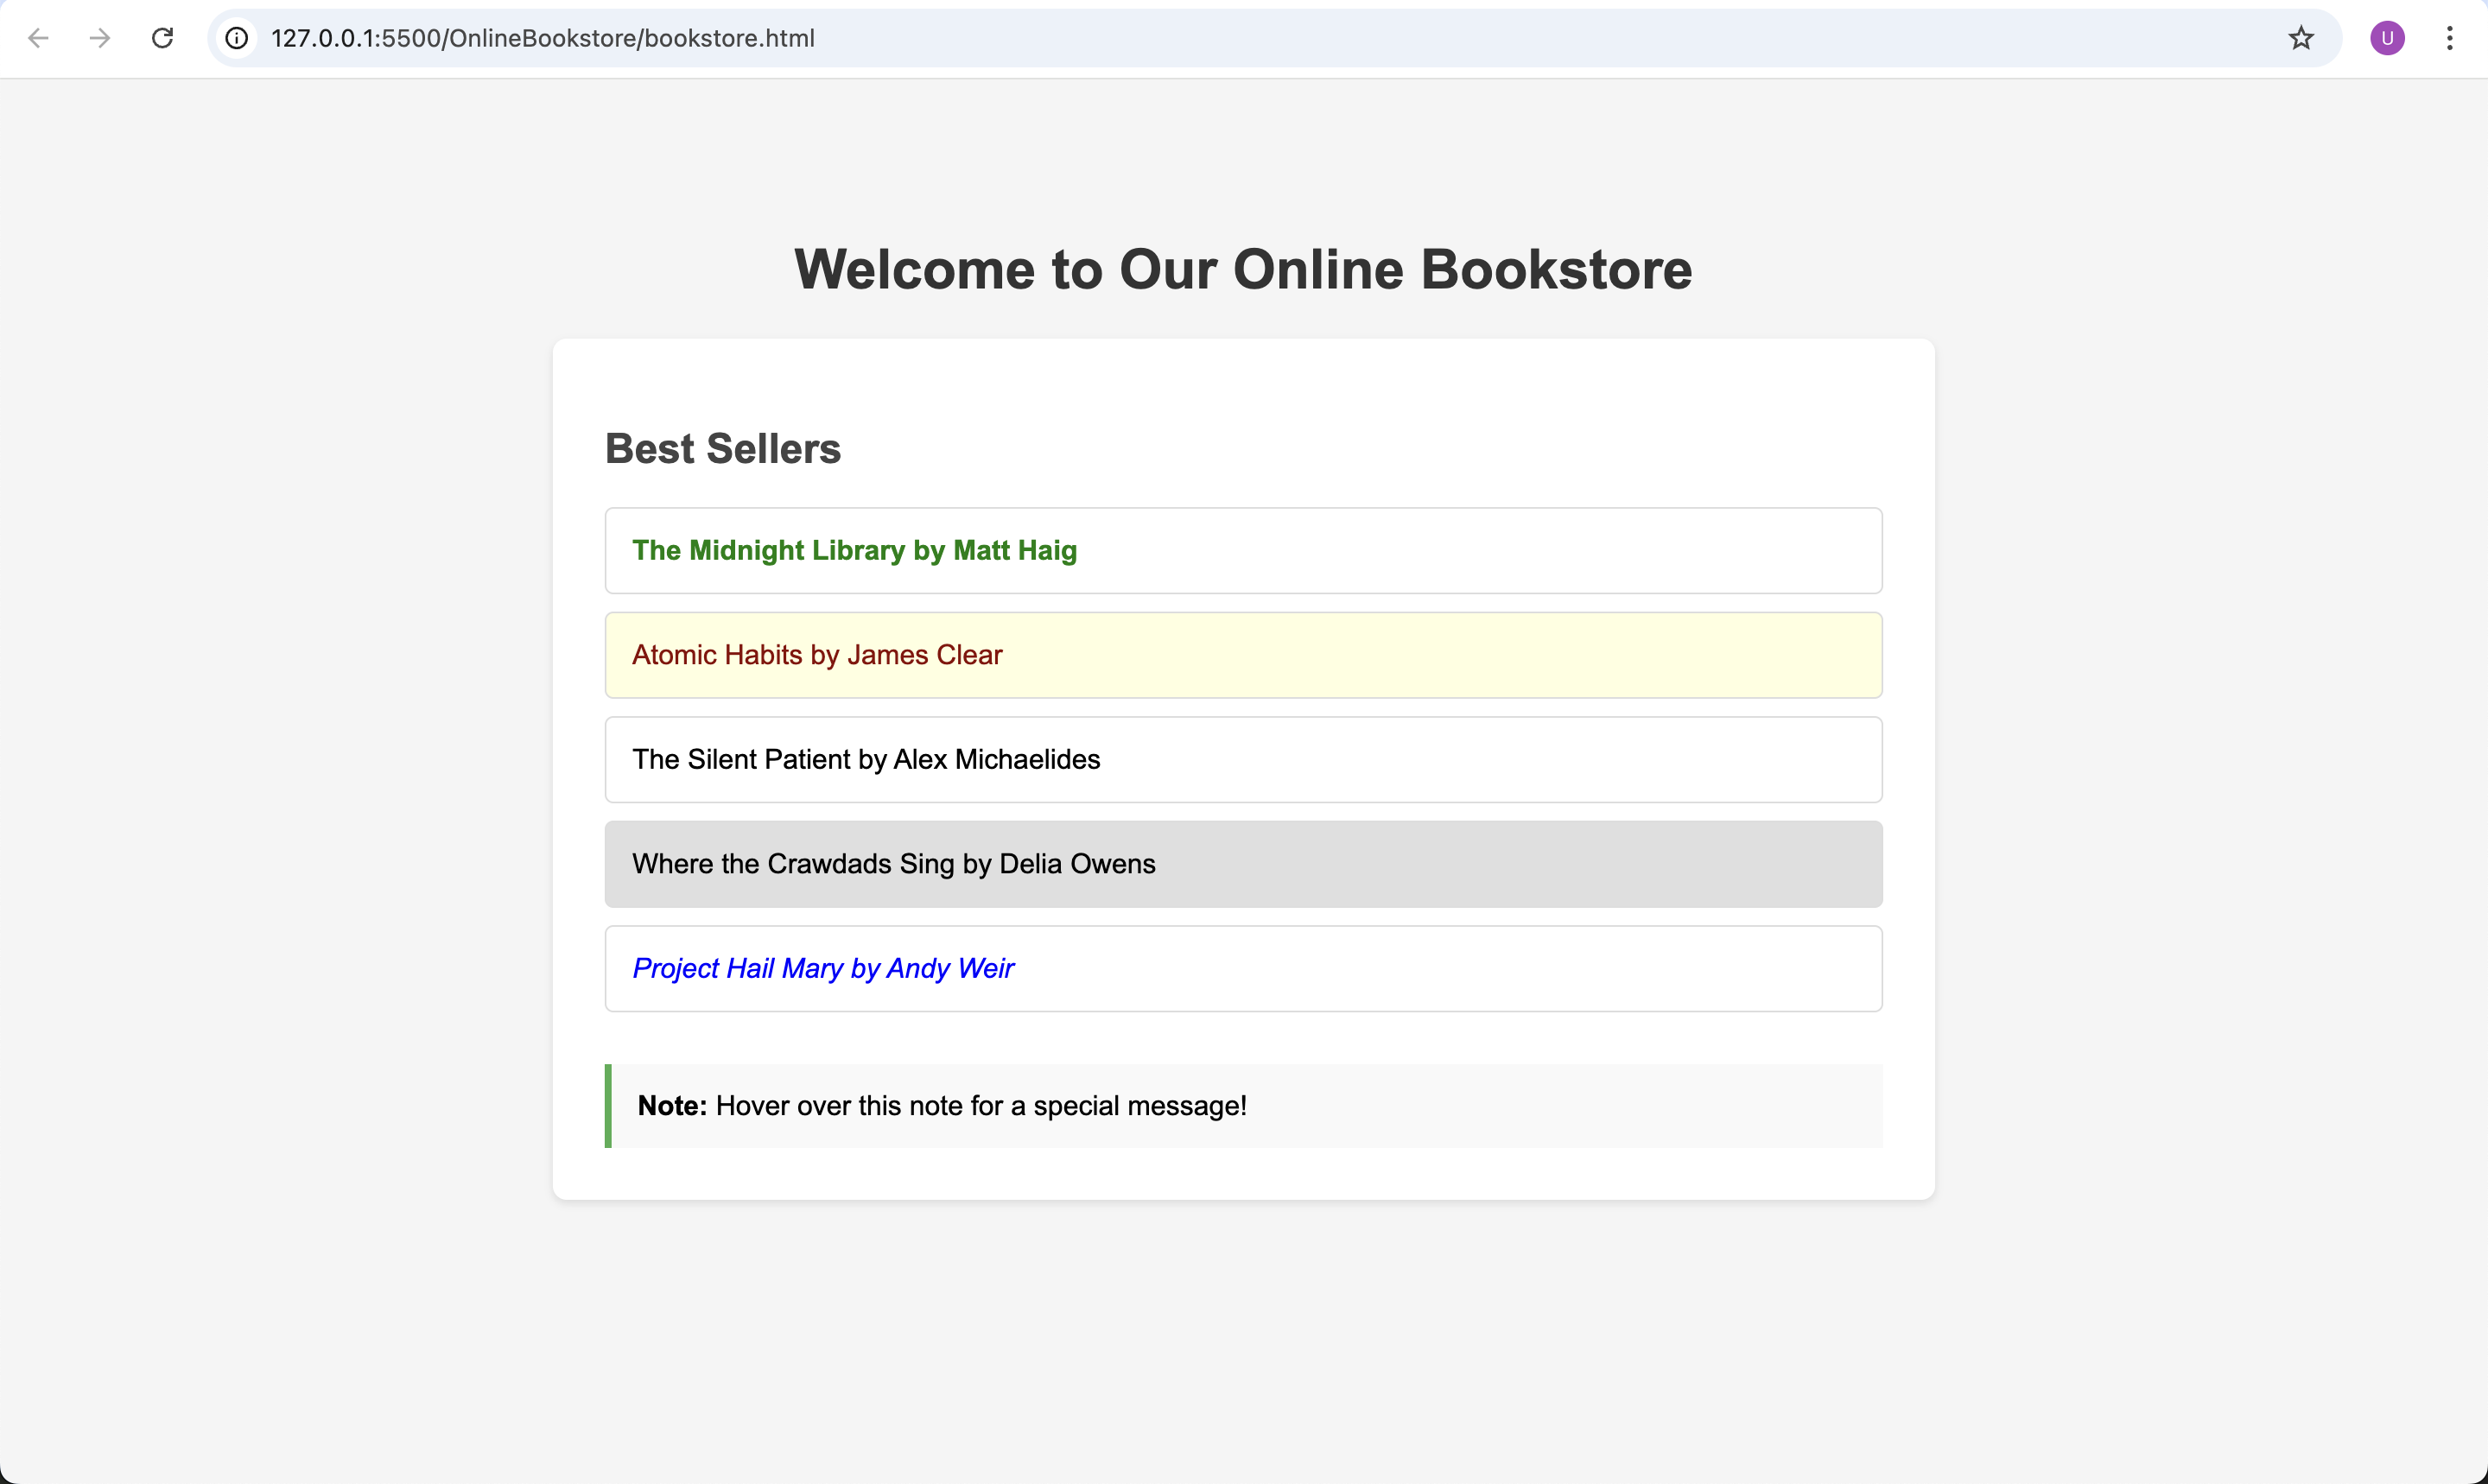 127.0.0.1:5500/OnlineBookstore/bookstore.html
U
Welcome to Our Online Bookstore
Best Sellers
The Midnight Library by Matt Haig
Atomic Habits by James Clear
The Silent Patient by Alex Michaelides
Where the Crawdads Sing by Delia Owens
Project Hail Mary by Andy Weir
Note: Hover over this note for a special message!